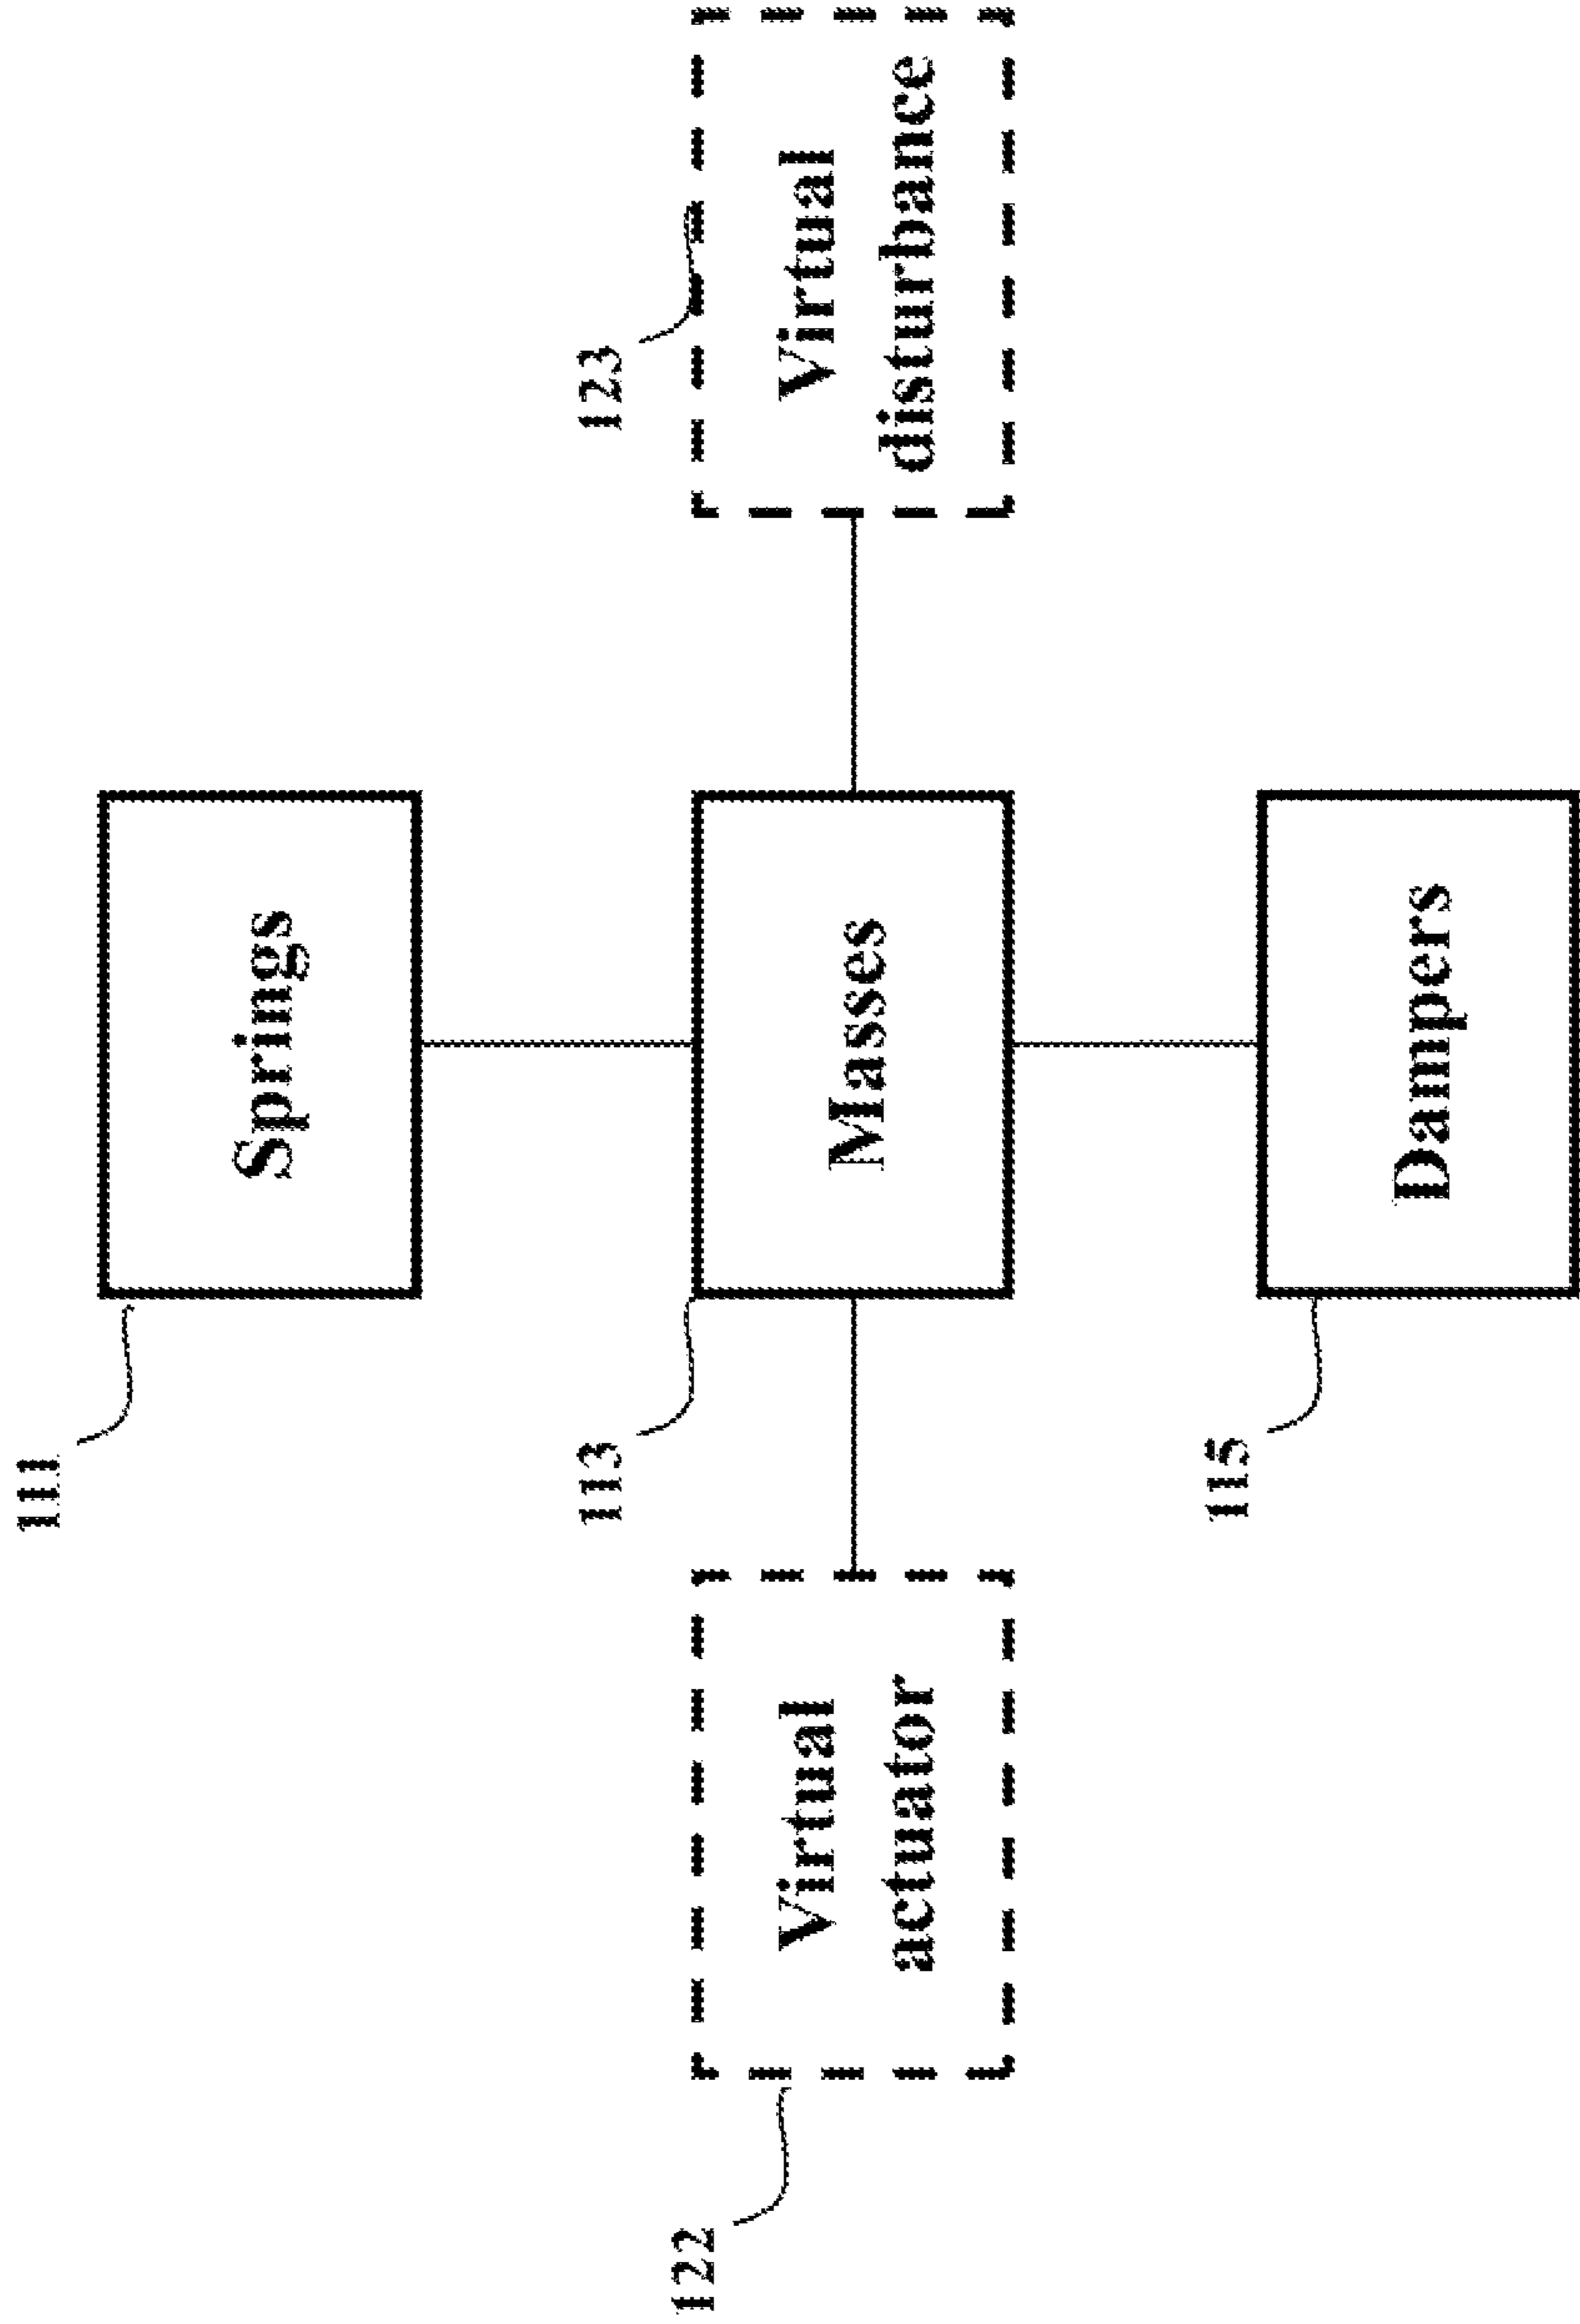 111
Springs
123
Virtual
disturbance
113
Masses
122
Virtual
actuator
115
Dampers